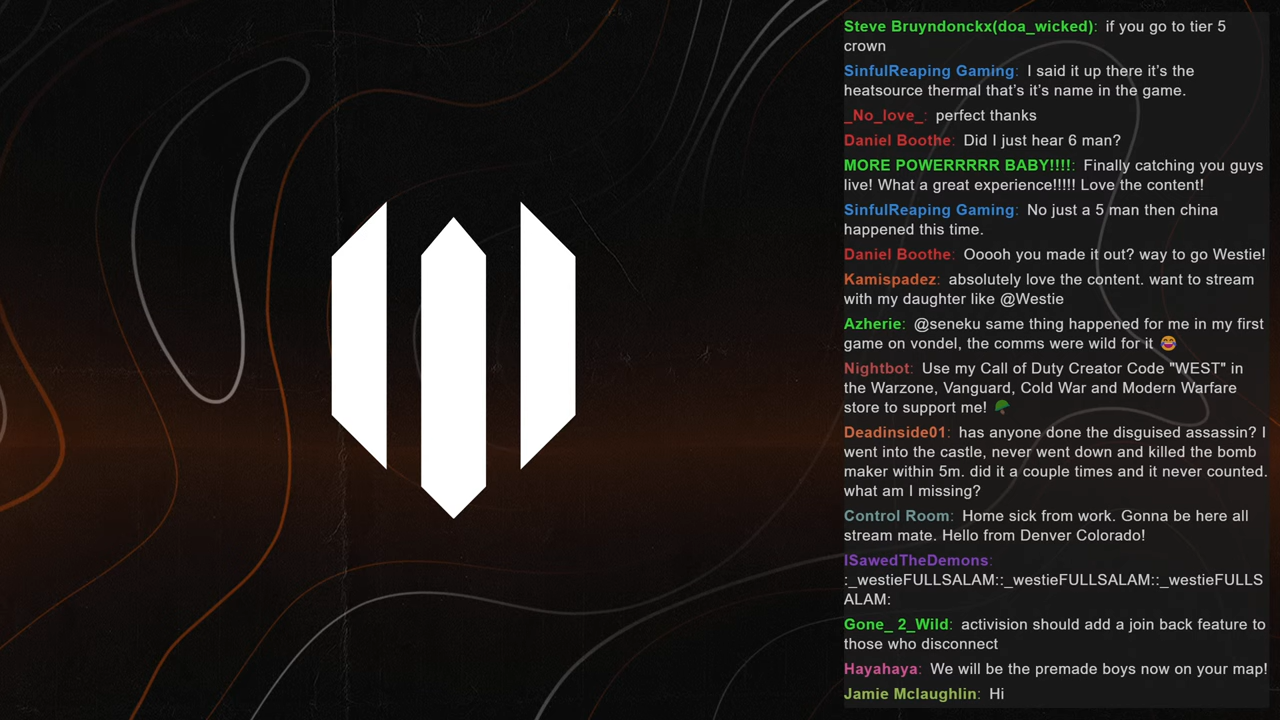 Steve Bruyndonckx(doa_wicked): if you go to tier 5
crown
SinfulReaping Gaming: I said it up there it’s the
heatsource thermal that’s it’s name in the game.
_No_love_: perfect thanks
Daniel Boothe: Did I just hear 6 man?
MORE POWERRRRR BABY!!!!: Finally catching you guys
live! What a great experience!!!!! Love the content!
SinfulReaping Gaming: No just a 5 man then china
happened this time.
Daniel Boothe: Ooooh you made it out? way to go Westie!
Kamispadez: absolutely love the content. want to stream
with my daughter like @Westie
Azherie: @seneku same thing happened for me in my first
game on vondel, the comms were wild for it 😂
Nightbot: Use my Call of Duty Creator Code "WEST" in
the Warzone, Vanguard, Cold War and Modern Warfare
store to support me! 🪂
Deadinside01: has anyone done the disguised assassin? I
went into the castle, never went down and killed the bomb
maker within 5m. did it a couple times and it never counted.
what am I missing?
Control Room: Home sick from work. Gonna be here all
stream mate. Hello from Denver Colorado!
ISawedTheDemons:
:_westieFULLSALAM::_westieFULLSALAM::_westieFULLS
ALAM:
Gone_ 2_Wild: activision should add a join back feature to
those who disconnect
Hayahaya: We will be the premade boys now on your map!
Jamie Mclaughlin: Hi